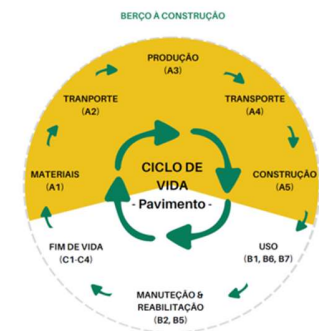 BERÇO À CONSTRUÇÃO
PRODUÇÃO
(A3)
TRANPORTE
(A2)
TRANSPORTE
(A4)
MATERIAIS
(A1)
CICLO DE
VIDA
- Pavimento -
CONSTRUÇÃO
(A5)
FIM DE VIDA
(C1-C4)
USO
(B1, B6, B7)
MANUTEÇÃO &
REABILITAÇÃO
(B2, B5)